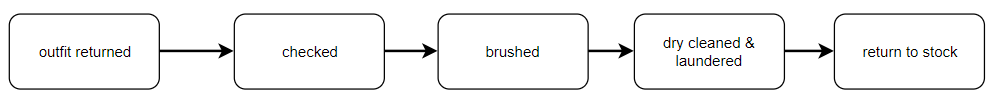 outfit returned
checked
brushed
dry cleaned &
laundered
return to stock